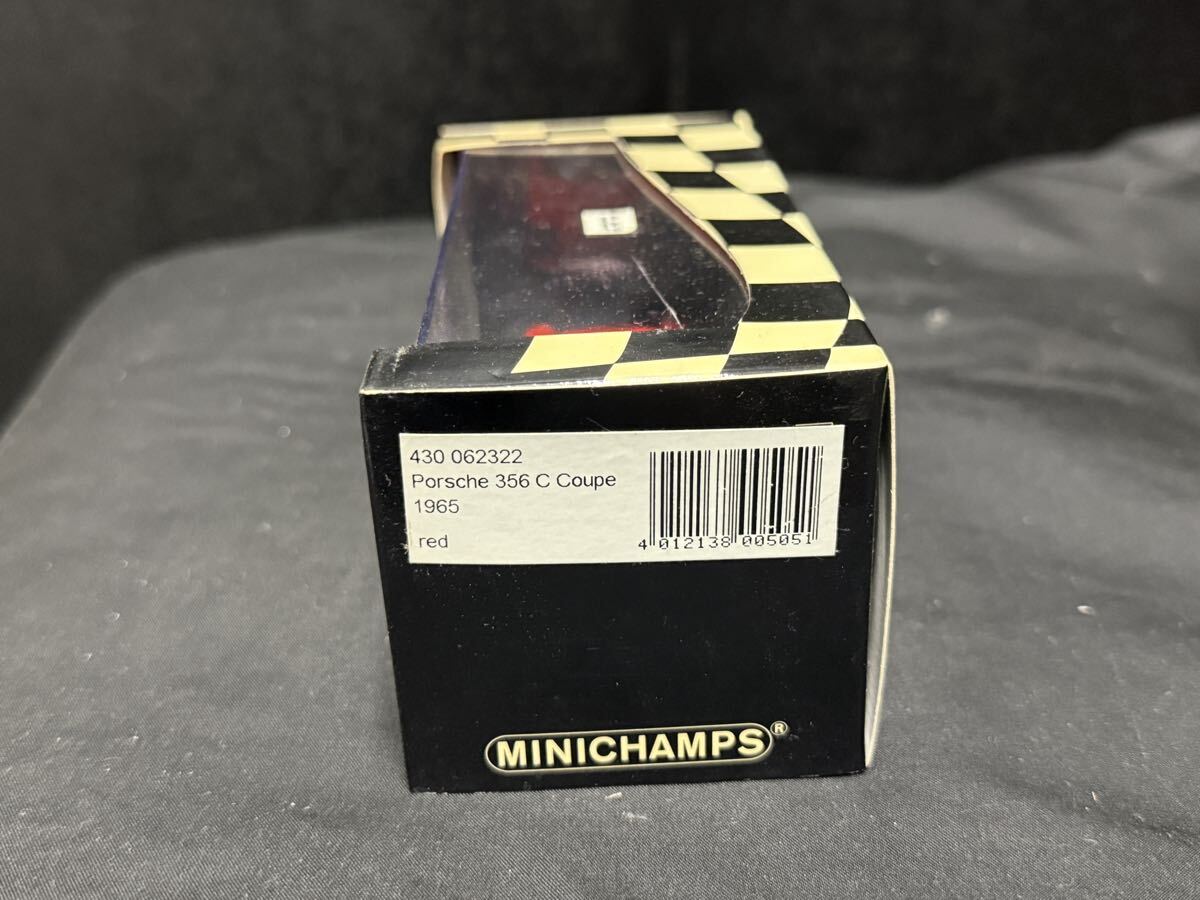 430 062322
Porsche 356 C Coupe
1965
red
4 012138 005051
MINICHAMPS®